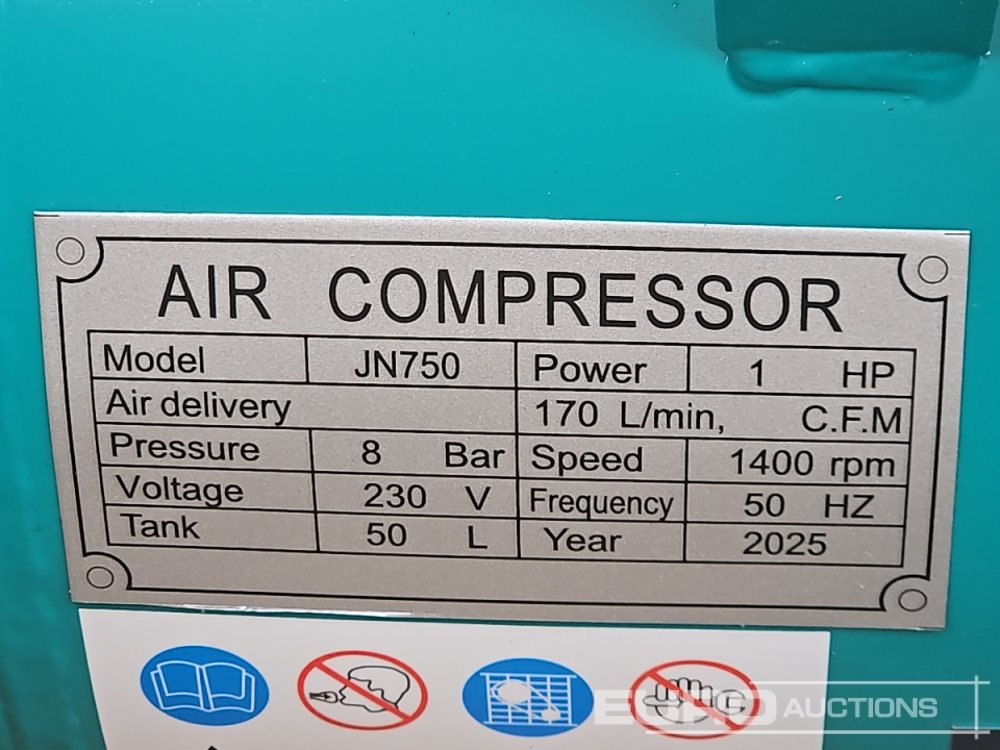 AIR COMPRESSOR
Model JN750 Power 1 HP
Air delivery 170 L/min, C.F.M
Pressure 8 Bar Speed 1400 rpm
Voltage 230 V Frequency 50 HZ
Tank 50 L Year 2025
EURO AUCTIONS